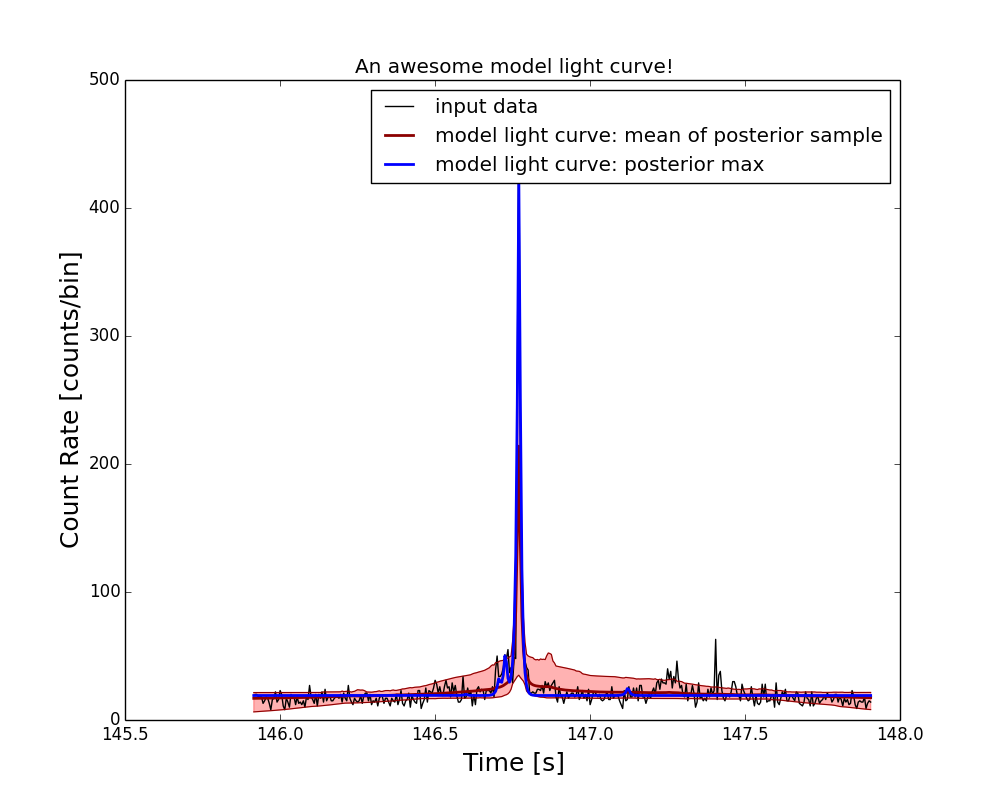 An awesome model light curve!
input data
model light curve: mean of posterior sample
model light curve: posterior max
Count Rate [counts/bin]
500
400
300
200
100
0
145.5 146.0 146.5 147.0 147.5 148.0
Time [s]